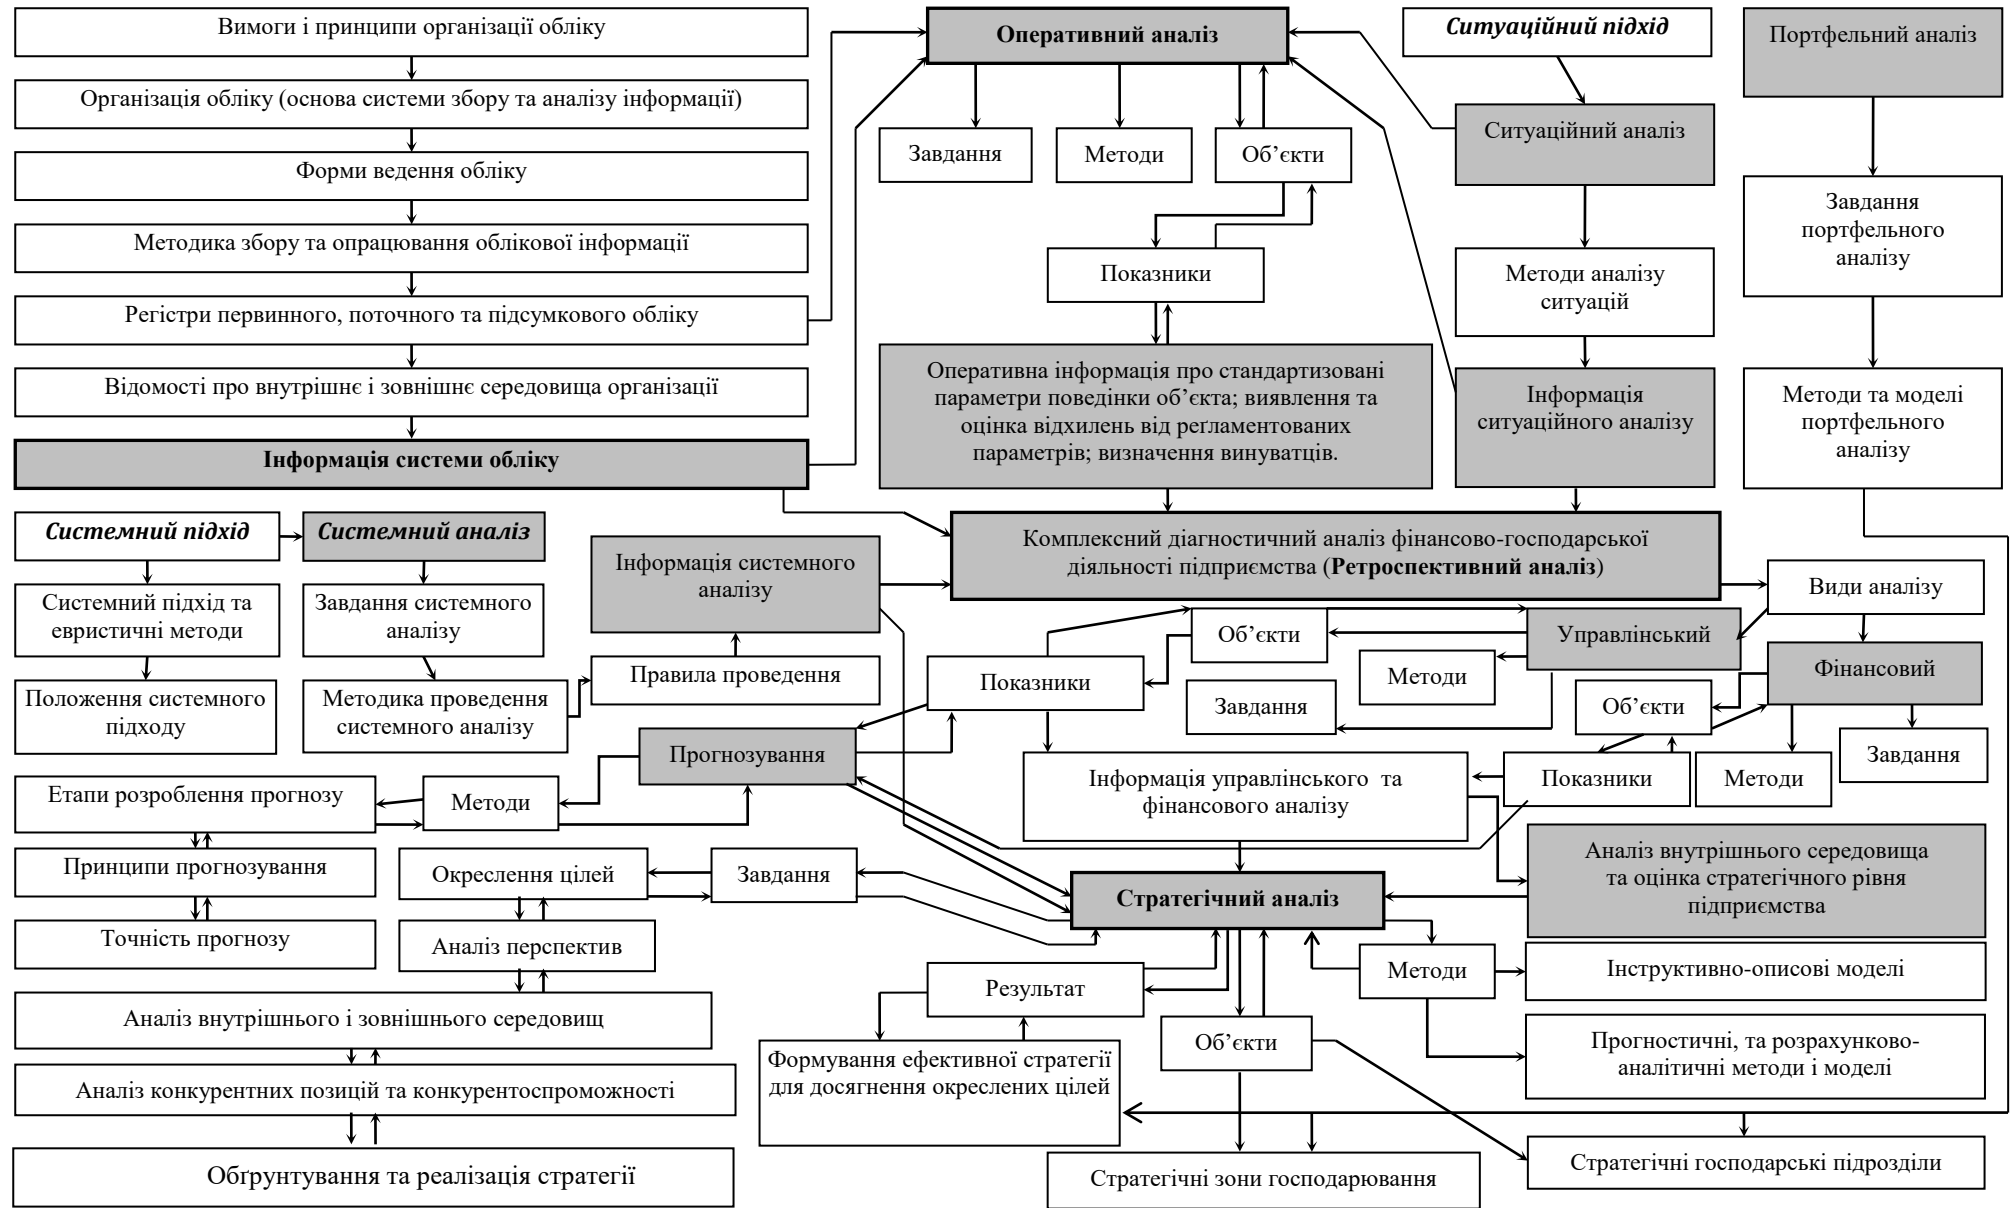 Вимоги і принципи організації обліку
Організація обліку (основа системи збору та аналізу інформації)
Форми ведення обліку
Методика збору та опрацювання облікової інформації
Регістри первинного, поточного та підсумкового обліку
Відомості про внутрішнє і зовнішнє середовища організації
Інформація системи обліку
Оперативний аналіз
Завдання
Методи
Об’єкти
Показники
Оперативна інформація про стандартизовані
параметри поведінки об’єкта; виявлення та
оцінка відхилень від регламентованих
параметрів; визначення винуватців.
Ситуаційний підхід
Ситуаційний аналіз
Методи аналізу
ситуацій
Інформація
ситуаційного аналізу
Портфельний аналіз
Завдання
портфельного
аналізу
Методи та моделі
портфельного
аналізу
Системний підхід
Системний аналіз
Системний підхід та
евристичні методи
Завдання системного
аналізу
Положення системного
підходу
Методика проведення
системного аналізу
Інформація системного
аналізу
Правила проведення
Комплексний діагностичний аналіз фінансово-господарської
діяльності підприємства (Ретроспективний аналіз)
Види аналізу
Об’єкти
Управлінський
Показники
Методи
Фінансовий
Завдання
Об’єкти
Прогнозування
Інформація управлінського та
фінансового аналізу
Показники
Методи
Завдання
Етапи розроблення прогнозу
Методи
Принципи прогнозування
Точність прогнозу
Окреслення цілей
Завдання
Аналіз перспектив
Аналіз внутрішнього і зовнішнього середовищ
Аналіз конкурентних позицій та конкурентоспроможності
Обґрунтування та реалізація стратегії
Стратегічний аналіз
Аналіз внутрішнього середовища
та оцінка стратегічного рівня
підприємства
Результат
Методи
Інструктивно-описові моделі
Об’єкти
Прогностичні, та розрахунково-
аналітичні методи і моделі
Формування ефективної стратегії
для досягнення окреслених цілей
Стратегічні зони господарювання
Стратегічні господарські підрозділи